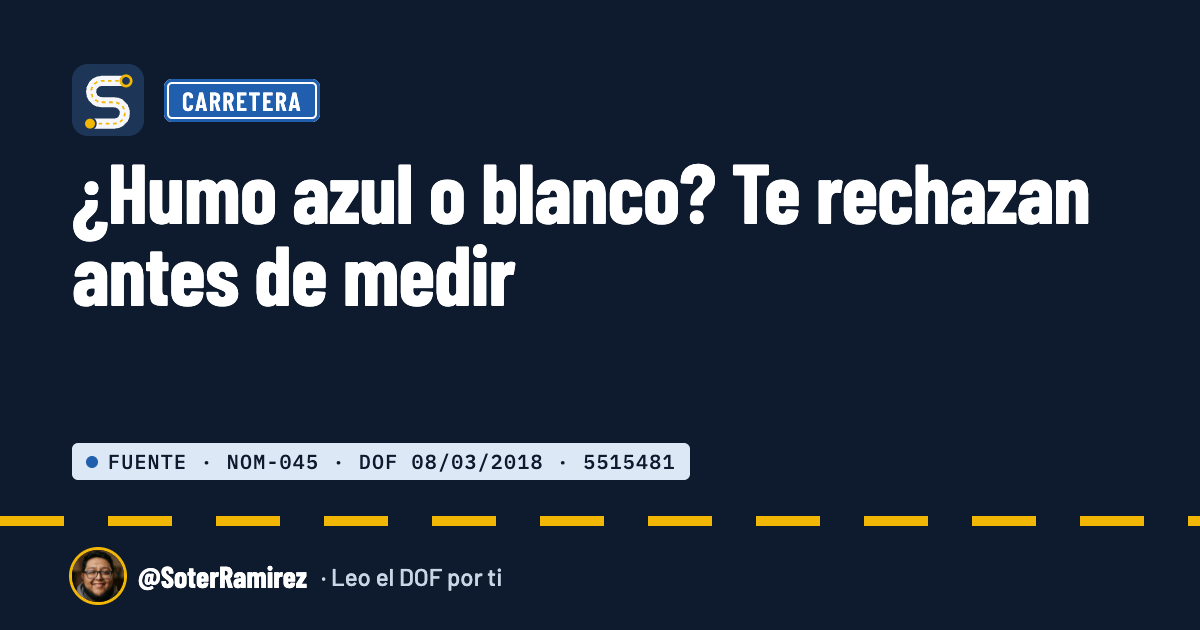 CARRETERA
¿Humo azul o blanco? Te rechazan
antes de medir
FUENTE · NOM-045 · DOF 08/03/2018 · 5515481
@SoterRamirez · Leo el DOF por ti